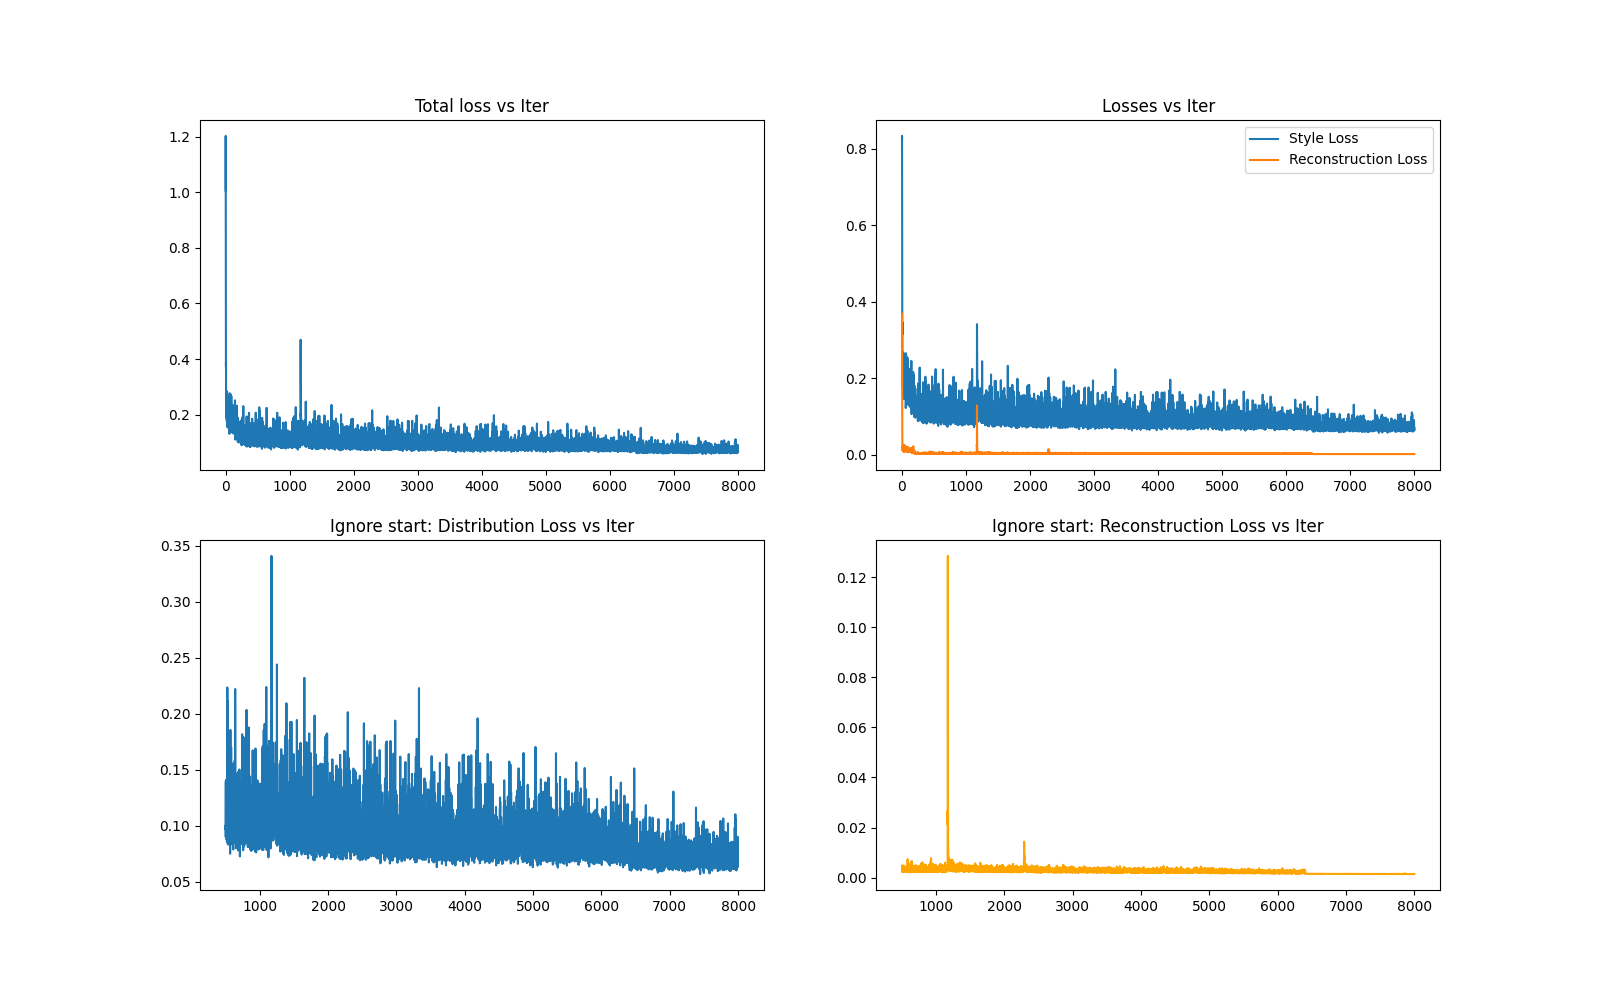 Total loss vs Iter
1.2
1.0
0.8
0.6
0.4
0.2
0 1000 2000 3000 4000 5000 6000 7000 8000
Losses vs Iter
Style Loss
Reconstruction Loss
0.8
0.6
0.4
0.2
0.0
0 1000 2000 3000 4000 5000 6000 7000 8000
Ignore start: Distribution Loss vs Iter
0.35
0.30
0.25
0.20
0.15
0.10
0.05
1000 2000 3000 4000 5000 6000 7000 8000
Ignore start: Reconstruction Loss vs Iter
0.12
0.10
0.08
0.06
0.04
0.02
0.00
1000 2000 3000 4000 5000 6000 7000 8000